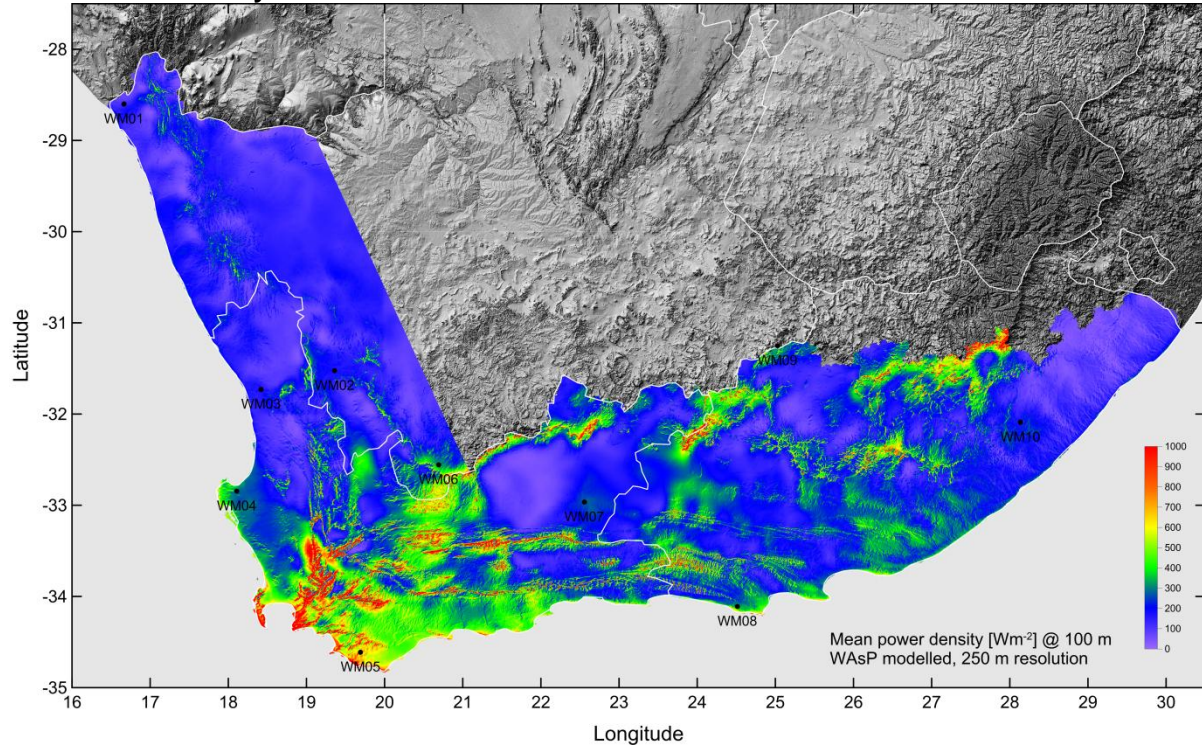 -28
-29
-30
-31
-32
-33
-34
-35
Latitude
16 17 18 19 20 21 22 23 24 25 26 27 28 29 30
Longitude
WM01
WM02
WM03
WM04
WM05
WM06
WM07
WM08
WM09
WM10
1000
900
800
700
600
500
400
300
200
100
0
Mean power density [Wm⁻²] @ 100 m
WAsP modelled, 250 m resolution